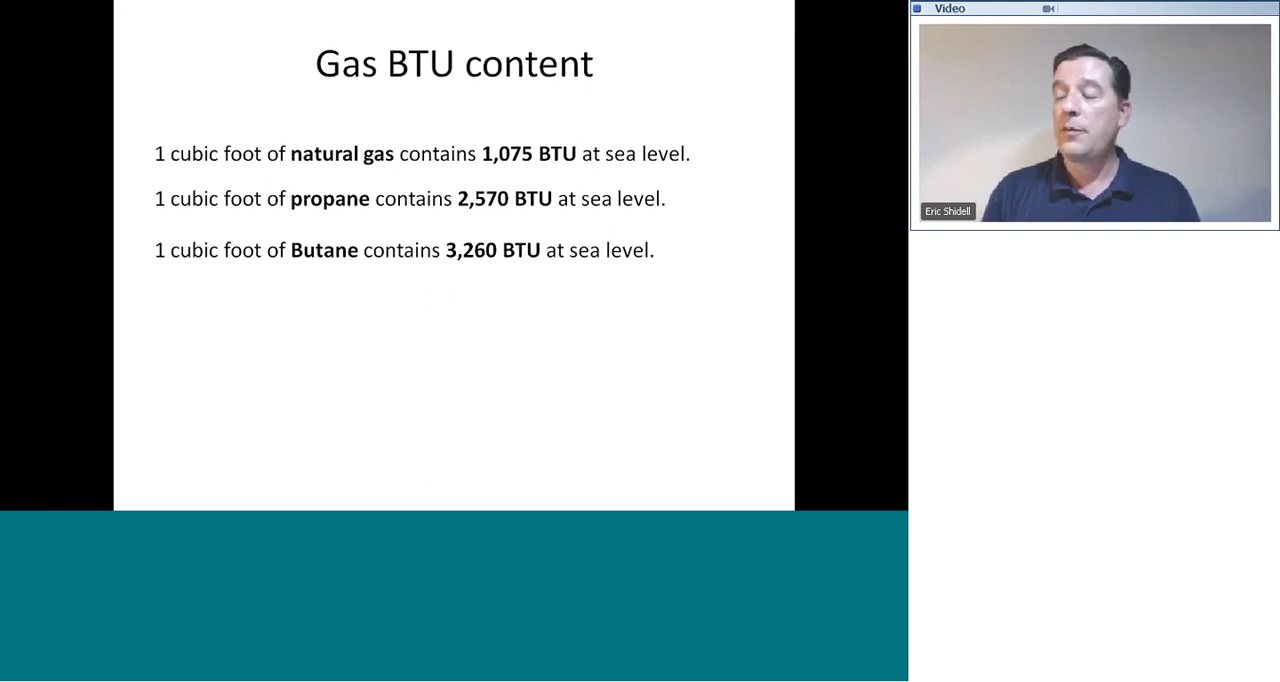 Gas BTU content
1 cubic foot of natural gas contains 1,075 BTU at sea level.
1 cubic foot of propane contains 2,570 BTU at sea level.
1 cubic foot of Butane contains 3,260 BTU at sea level.
Video
Eric Shidell